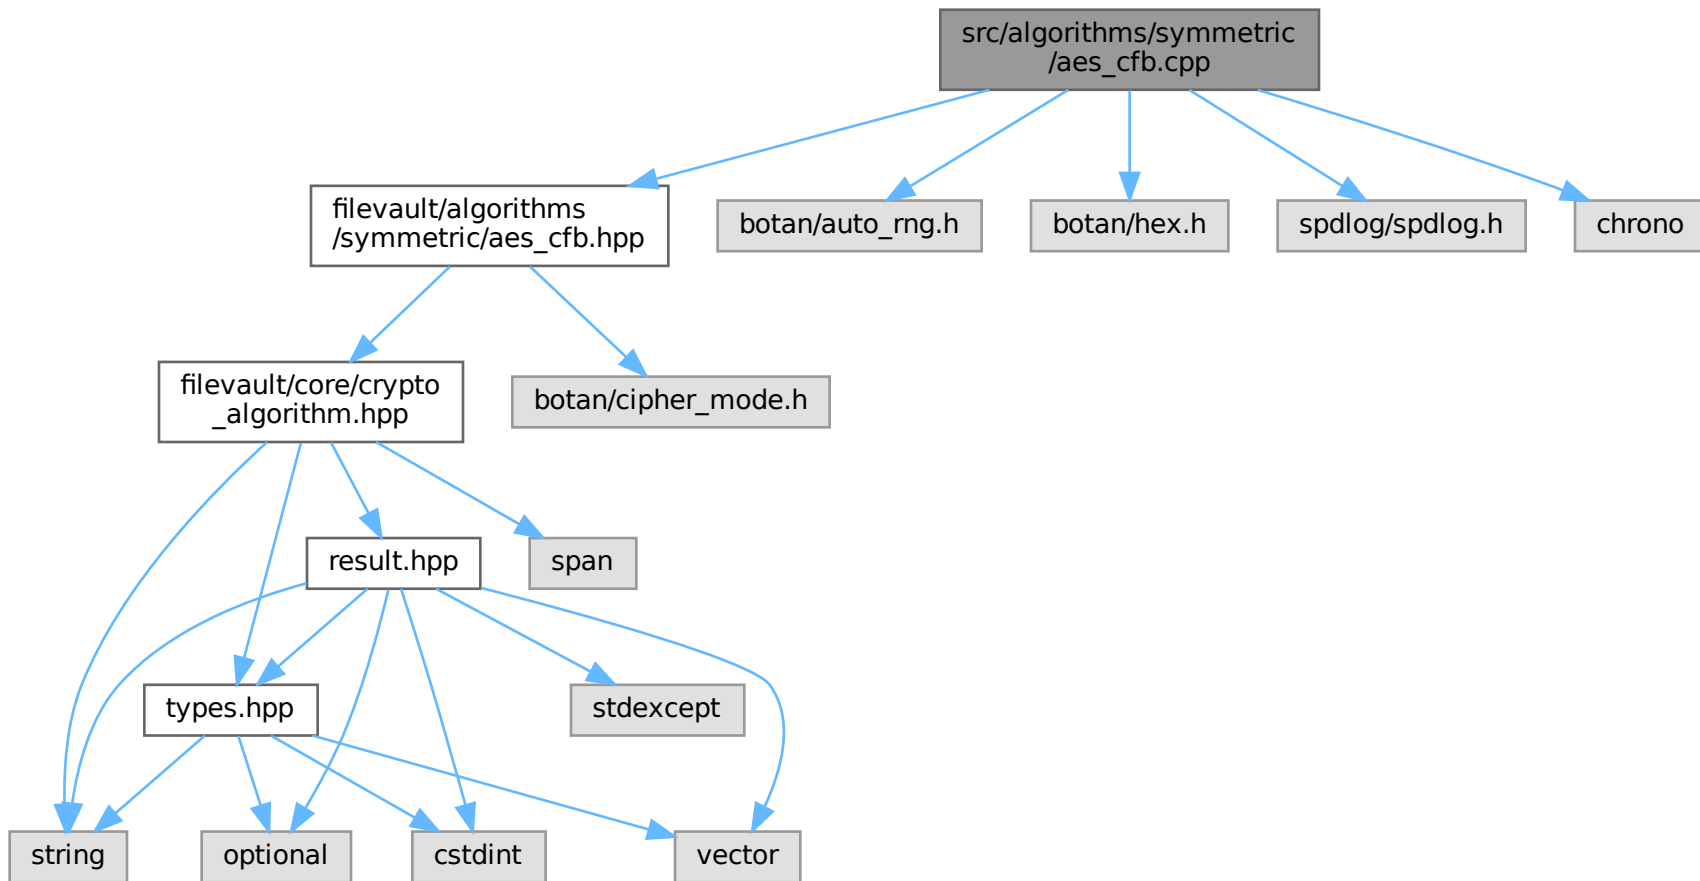 src/algorithms/symmetric
/aes_cfb.cpp
filevault/algorithms
/symmetric/aes_cfb.hpp
botan/auto_rng.h
botan/hex.h
spdlog/spdlog.h
chrono
filevault/core/crypto
_algorithm.hpp
botan/cipher_mode.h
result.hpp
span
types.hpp
stdexcept
string
optional
cstdint
vector